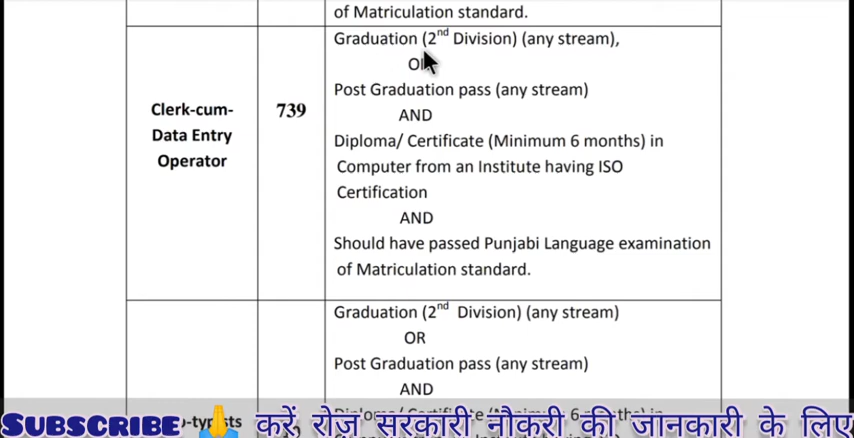 of Matriculation standard.
Clerk-cum-
Data Entry
Operator
739
Graduation (2nd Division) (any stream),
Post Graduation pass (any stream)
AND
Diploma/ Certificate (Minimum 6 months) in
Computer from an Institute having ISO
Certification
AND
Should have passed Punjabi Language examination
of Matriculation standard.
Graduation (2nd Division) (any stream)
OR
Post Graduation pass (any stream)
AND
SUBSCRIBE 🙏 करें रोज़ सरकारी नौकरी की जानकारी के लिए